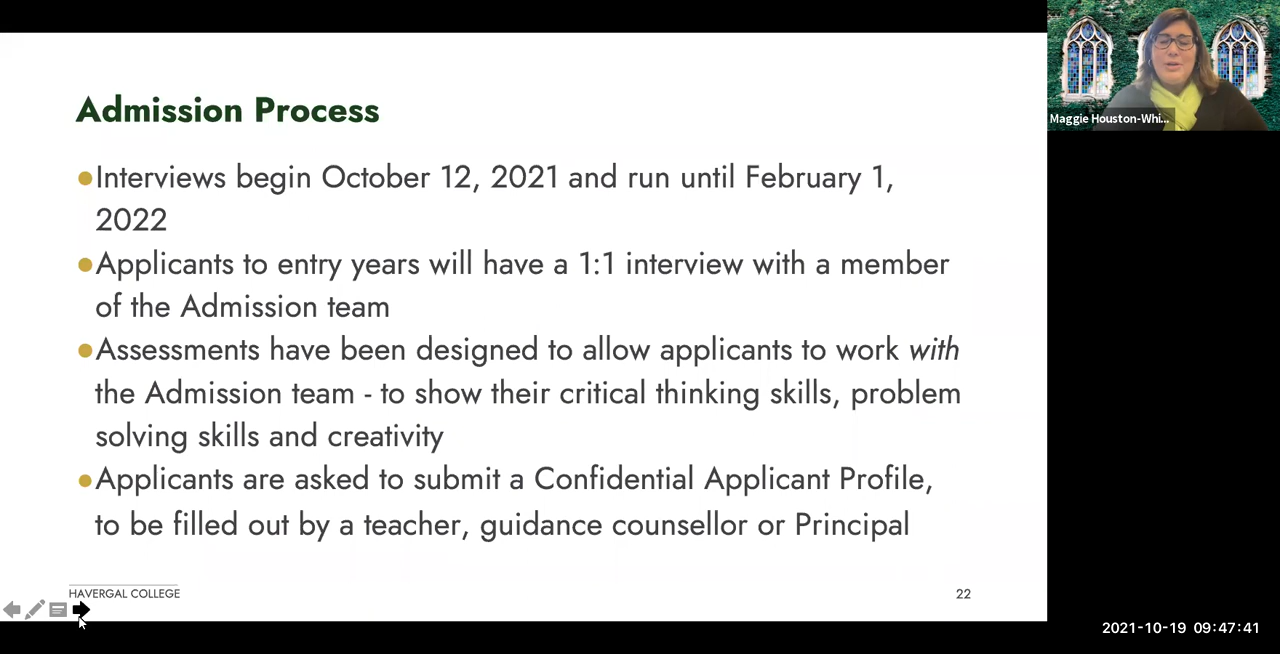 Admission Process
●Interviews begin October 12, 2021 and run until February 1,
2022
●Applicants to entry years will have a 1:1 interview with a member
of the Admission team
●Assessments have been designed to allow applicants to work with
the Admission team - to show their critical thinking skills, problem
solving skills and creativity
●Applicants are asked to submit a Confidential Applicant Profile,
to be filled out by a teacher, guidance counsellor or Principal
HAVERGAL COLLEGE
22
Maggie Houston-Whi...
2021-10-19 09:47:41